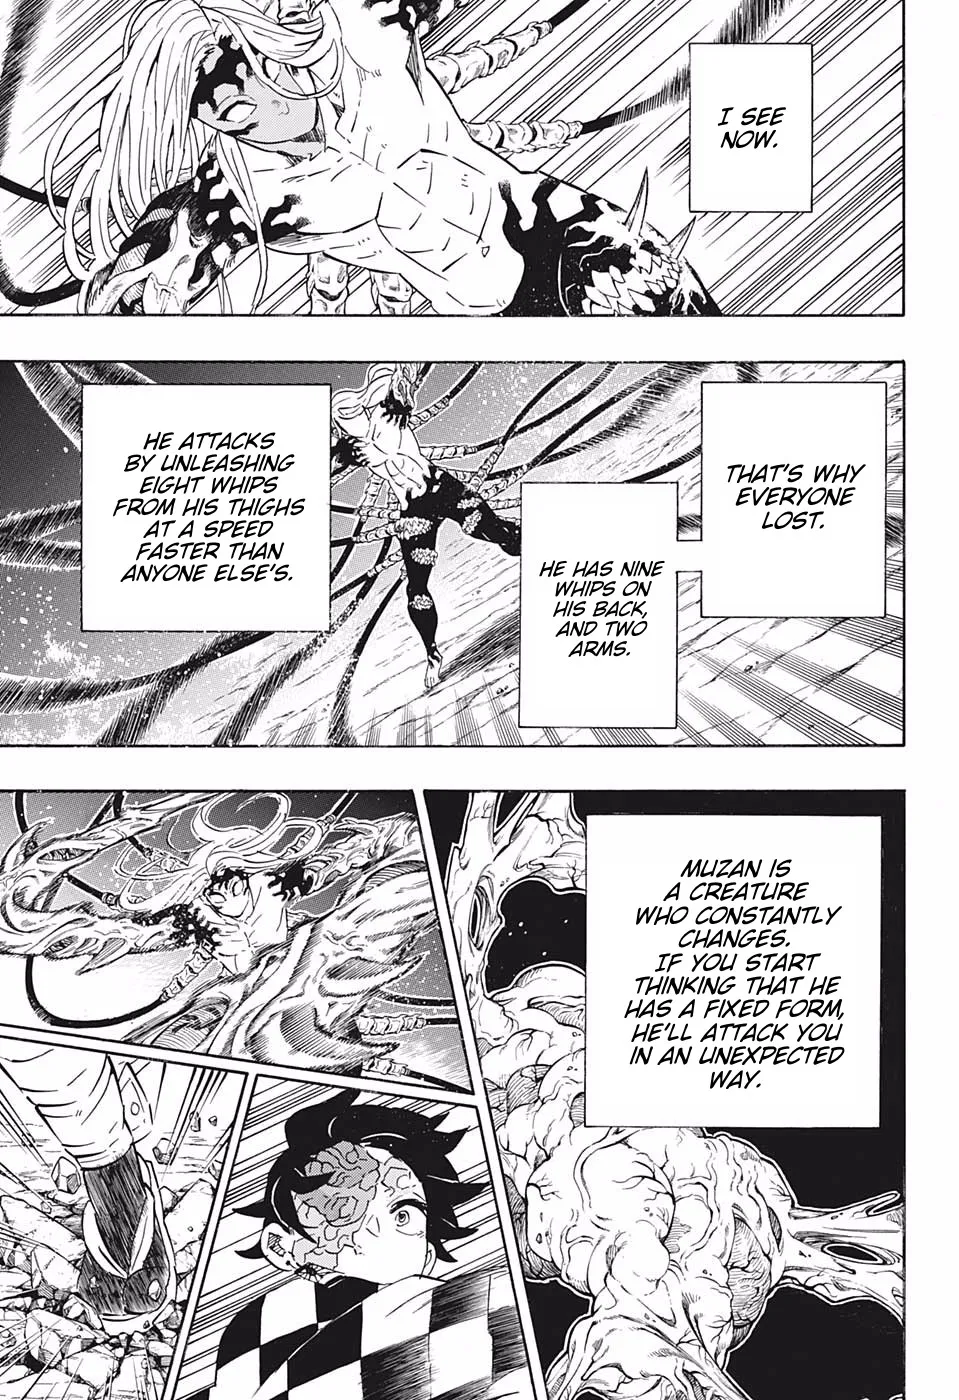 I SEE
NOW.
THAT'S WHY
EVERYONE
LOST.
HE HAS NINE
WHIPS ON
HIS BACK,
AND TWO
ARMS.
HE ATTACKS
BY UNLEASHING
EIGHT WHIPS
FROM HIS THIGHS
AT A SPEED
FASTER THAN
ANYONE ELSE'S.
MUZAN IS
A CREATURE
WHO CONSTANTLY
CHANGES.
IF YOU START
THINKING THAT HE
HAS A FIXED FORM,
HE'LL ATTACK YOU
IN AN UNEXPECTED
WAY.